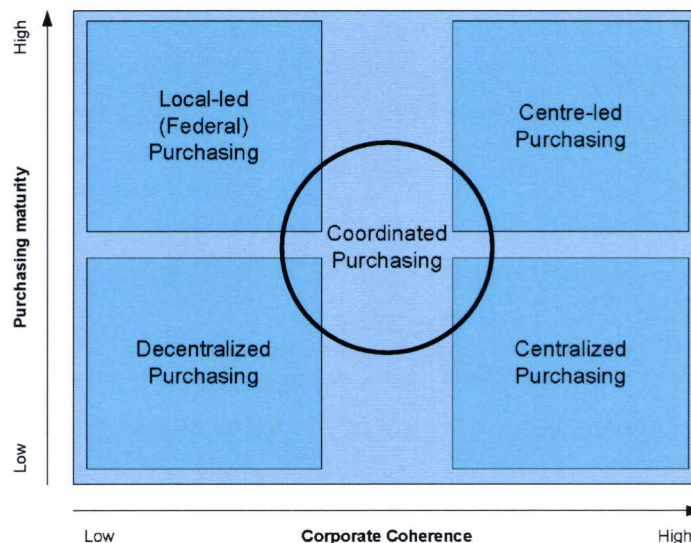 High
Purchasing maturity
Low
Local-led
(Federal)
Purchasing
Centre-led
Purchasing
Coordinated
Purchasing
Decentralized
Purchasing
Centralized
Purchasing
Low
Corporate Coherence
High